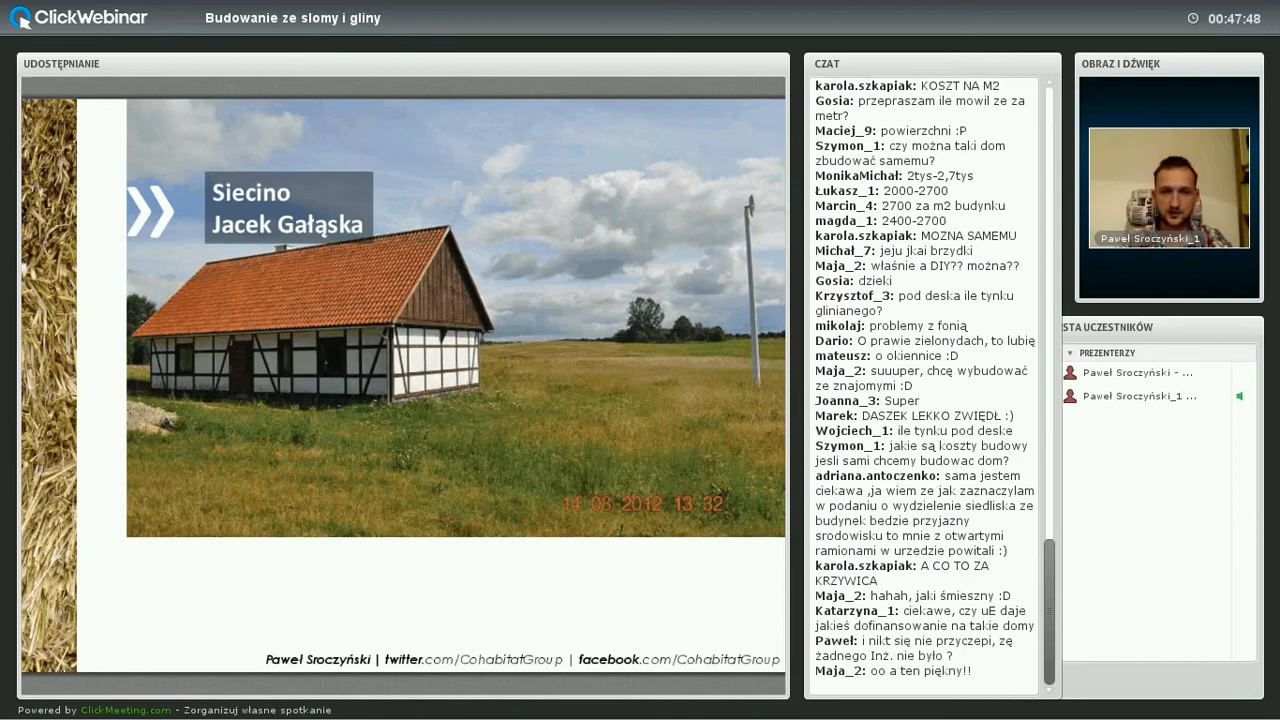 ClickWebinar
Budowanie ze slomy i gliny
00:47:48
UDOSTĘPNIANIE
Siecino
Jacek Gałąska
14 08 2012 13 32
Paweł Sroczyński | twitter.com/CohabitatGroup | facebook.com/CohabitatGroup
CZAT
karola.szkapiak: KOSZT NA M2
Gosia: przepraszam ile mowil ze za
metr?
Maciej_9: powierzchni :P
Szymon_1: czy można taki dom
zbudować samemu?
MonikaMichał: 2tys-2,7tys
Łukasz_1: 2000-2700
Marcin_4: 2700 za m2 budynku
magda_1: 2400-2700
karola.szkapiak: MOZNA SAMEMU
Michał_7: jeju jkai brzydki
Maja_2: właśnie a DIY?? można??
Gosia: dzieki
Krzysztof_3: pod deska ile tynku
glinianego?
mikolaj: problemy z fonią
Dario: O prawie zielonydach, to lubię
mateusz: o okiennice :D
Maja_2: suuuper, chcę wybudować
ze znajomymi :D
Joanna_3: Super
Marek: DASZEK LEKKO ZWIĘDŁ :)
Wojciech_1: ile tynku pod deske
Szymon_1: jakie są koszty budowy
jesli sami chcemy budowac dom?
adriana.antoczenko: sama jestem
ciekawa ,ja wiem ze jak zaznaczylam
w podaniu o wydzielenie siedliska ze
budynek bedzie przyjazny
srodowisku to mnie z otwartymi
ramionami w urzedzie powitali :)
karola.szkapiak: A CO TO ZA
KRZYWICA
Maja_2: hahah, jaki śmieszny :D
Katarzyna_1: ciekawe, czy uE daje
jakieś dofinansowanie na takie domy
Paweł: i nikt się nie przyczepi, zę
żadnego Inż. nie było ?
Maja_2: oo a ten piękny!!
OBRAZ I DŹWIĘK
Paweł Sroczyński_1
STA UCZESTNIKÓW
PREZENTERZY
Paweł Sroczyński - ...
Paweł Sroczyński_1 ...
Powered by ClickMeeting.com - Zorganizuj własne spotkanie